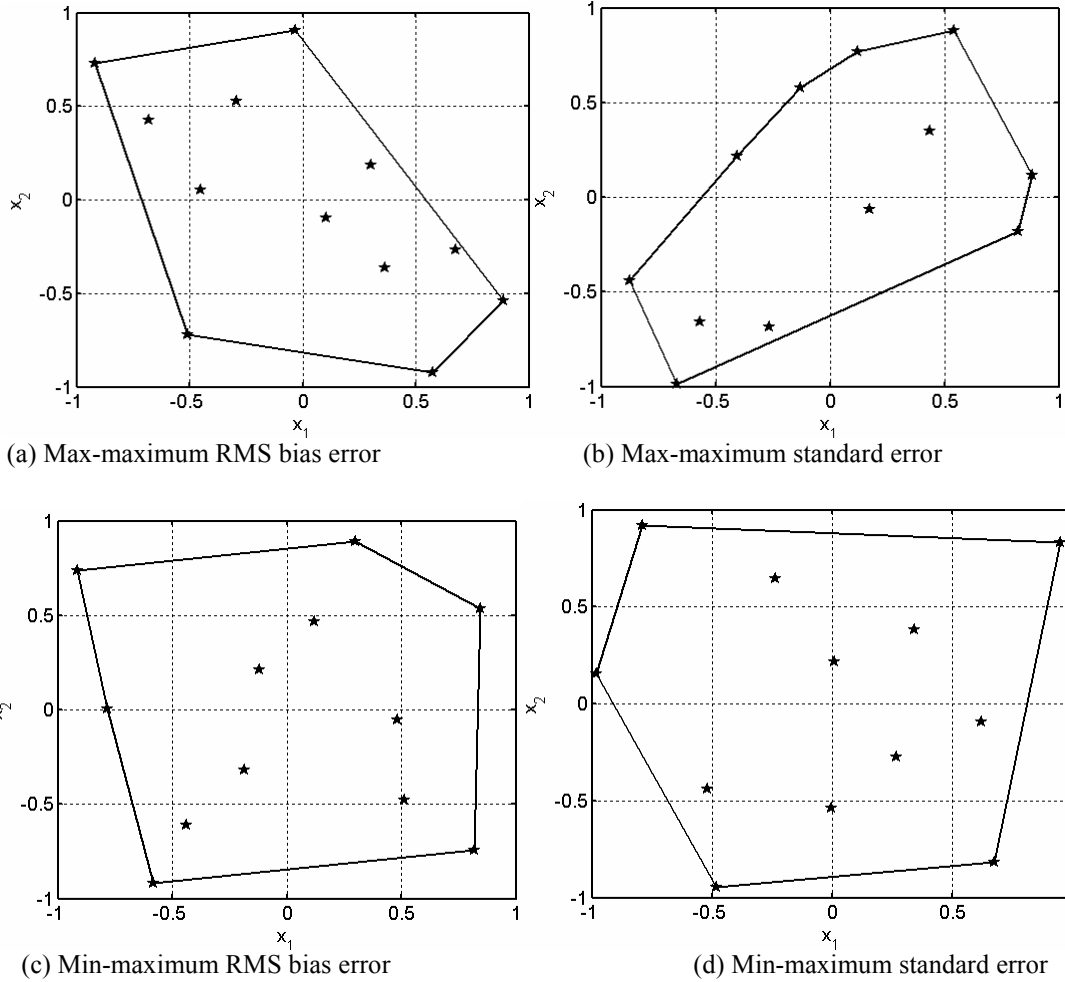 1
0.5
0
-0.5
-1
x2
-1 -0.5 0 0.5 1
x1
(a) Max-maximum RMS bias error
1
0.5
0
-0.5
-1
x2
-1 -0.5 0 0.5 1
x1
(b) Max-maximum standard error
1
0.5
0
-0.5
-1
x2
-1 -0.5 0 0.5 1
x1
(c) Min-maximum RMS bias error
1
0.5
0
-0.5
-1
x2
-1 -0.5 0 0.5
x1
(d) Min-maximum standard error